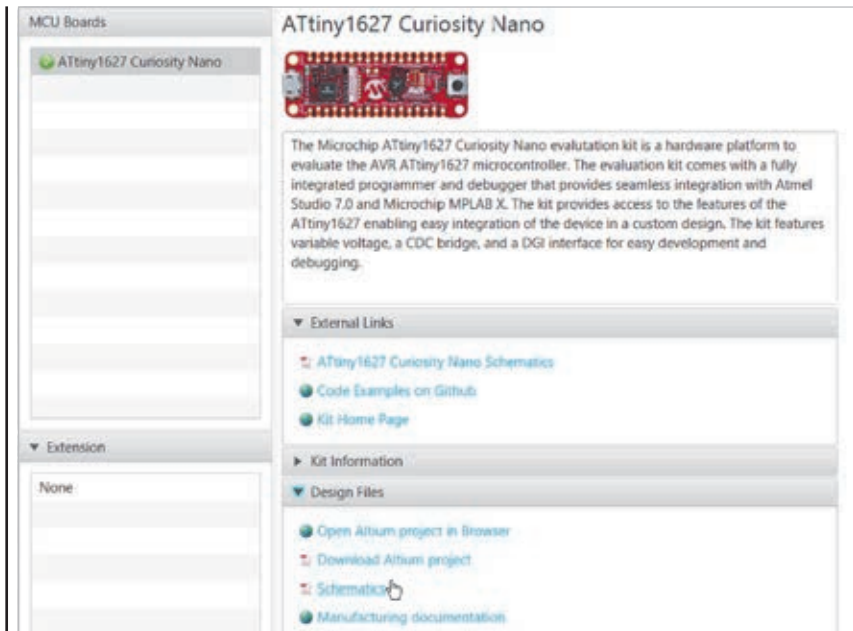 MCU Boards
ATtiny1627 Curiosity Nano
Extension
None
ATtiny1627 Curiosity Nano
The Microchip ATtiny1627 Curiosity Nano evalutation kit is a hardware platform to
evaluate the AVR ATtiny1627 microcontroller. The evaluation kit comes with a fully
integrated programmer and debugger that provides seamless integration with Atmel
Studio 7.0 and Microchip MPLAB X. The kit provides access to the features of the
ATtiny1627 enabling easy integration of the device in a custom design. The kit features
variable voltage, a CDC bridge, and a DGI interface for easy development and
debugging.
External Links
ATtiny1627 Curiosity Nano Schematics
Code Examples on Github
Kit Home Page
Kit Information
Design Files
Open Altium project in Browser
Download Altium project
Schematics
Manufacturing documentation